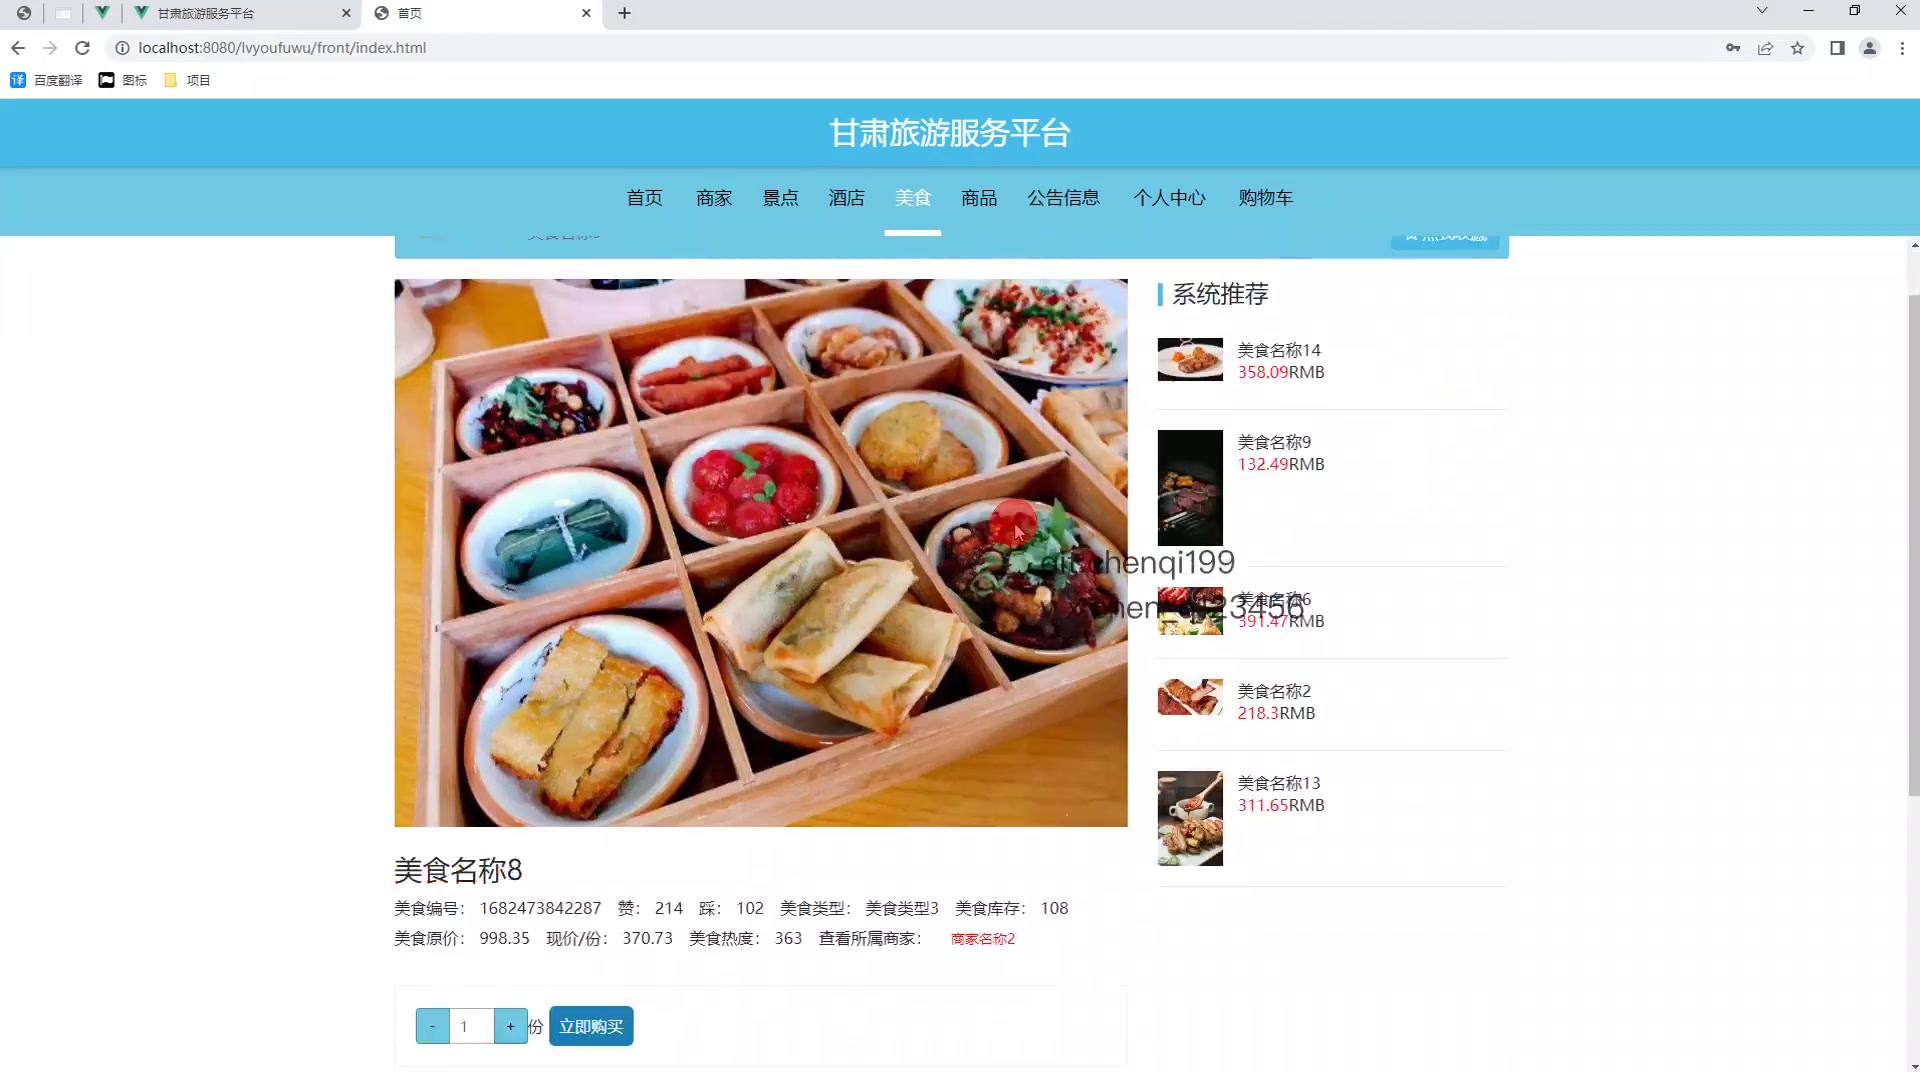 甘肃旅游服务平台
首页
localhost:8080/lvyoufuwu/front/index.html
百度翻译 图标 项目
甘肃旅游服务平台
首页 商家 景点 酒店 美食 商品 公告信息 个人中心 购物车
系统推荐
美食名称14
358.09RMB
美食名称9
132.49RMB
chenqi199
美食名称6
391.47RMB
美食名称2
218.3RMB
美食名称13
311.65RMB
美食名称8
美食编号： 1682473842287 赞： 214 踩： 102 美食类型： 美食类型3 美食库存： 108
美食原价： 998.35 现价/份： 370.73 美食热度： 363 查看所属商家： 商家名称2
- 1 + 份 立即购买